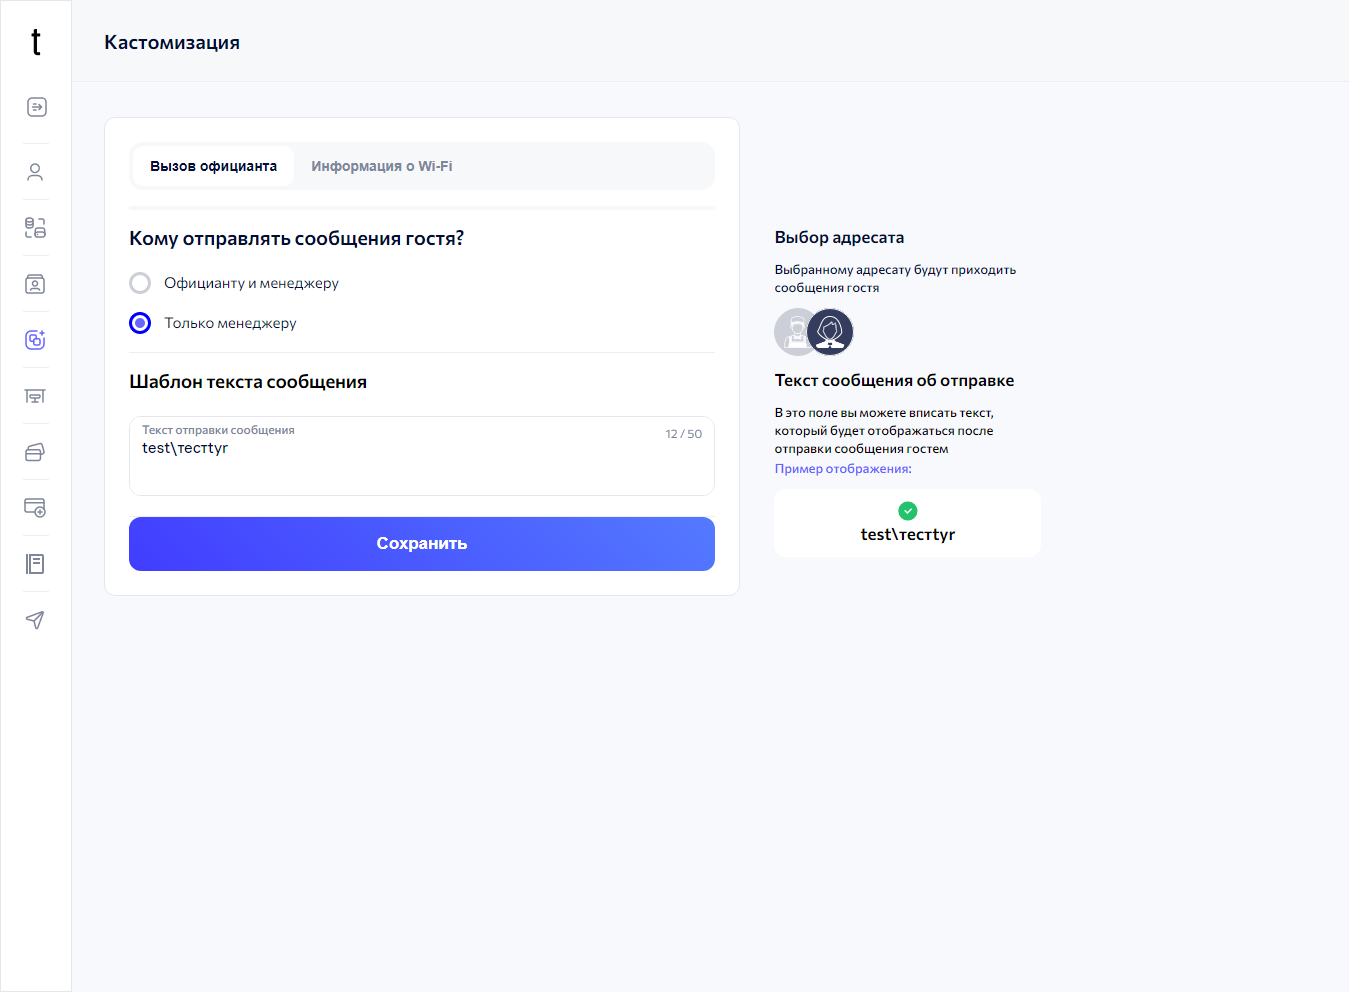 t
Кастомизация
Вызов официанта
Информация о Wi-Fi
Кому отправлять сообщения гостя?
Официанту и менеджеру
Только менеджеру
Шаблон текста сообщения
Текст отправки сообщения
12 / 50
test\тестtyr
Сохранить
Выбор адресата
Выбранному адресату будут приходить
сообщения гостя
Текст сообщения об отправке
В это поле вы можете вписать текст,
который будет отображаться после
отправки сообщения гостем
Пример отображения:
test\тестtyr